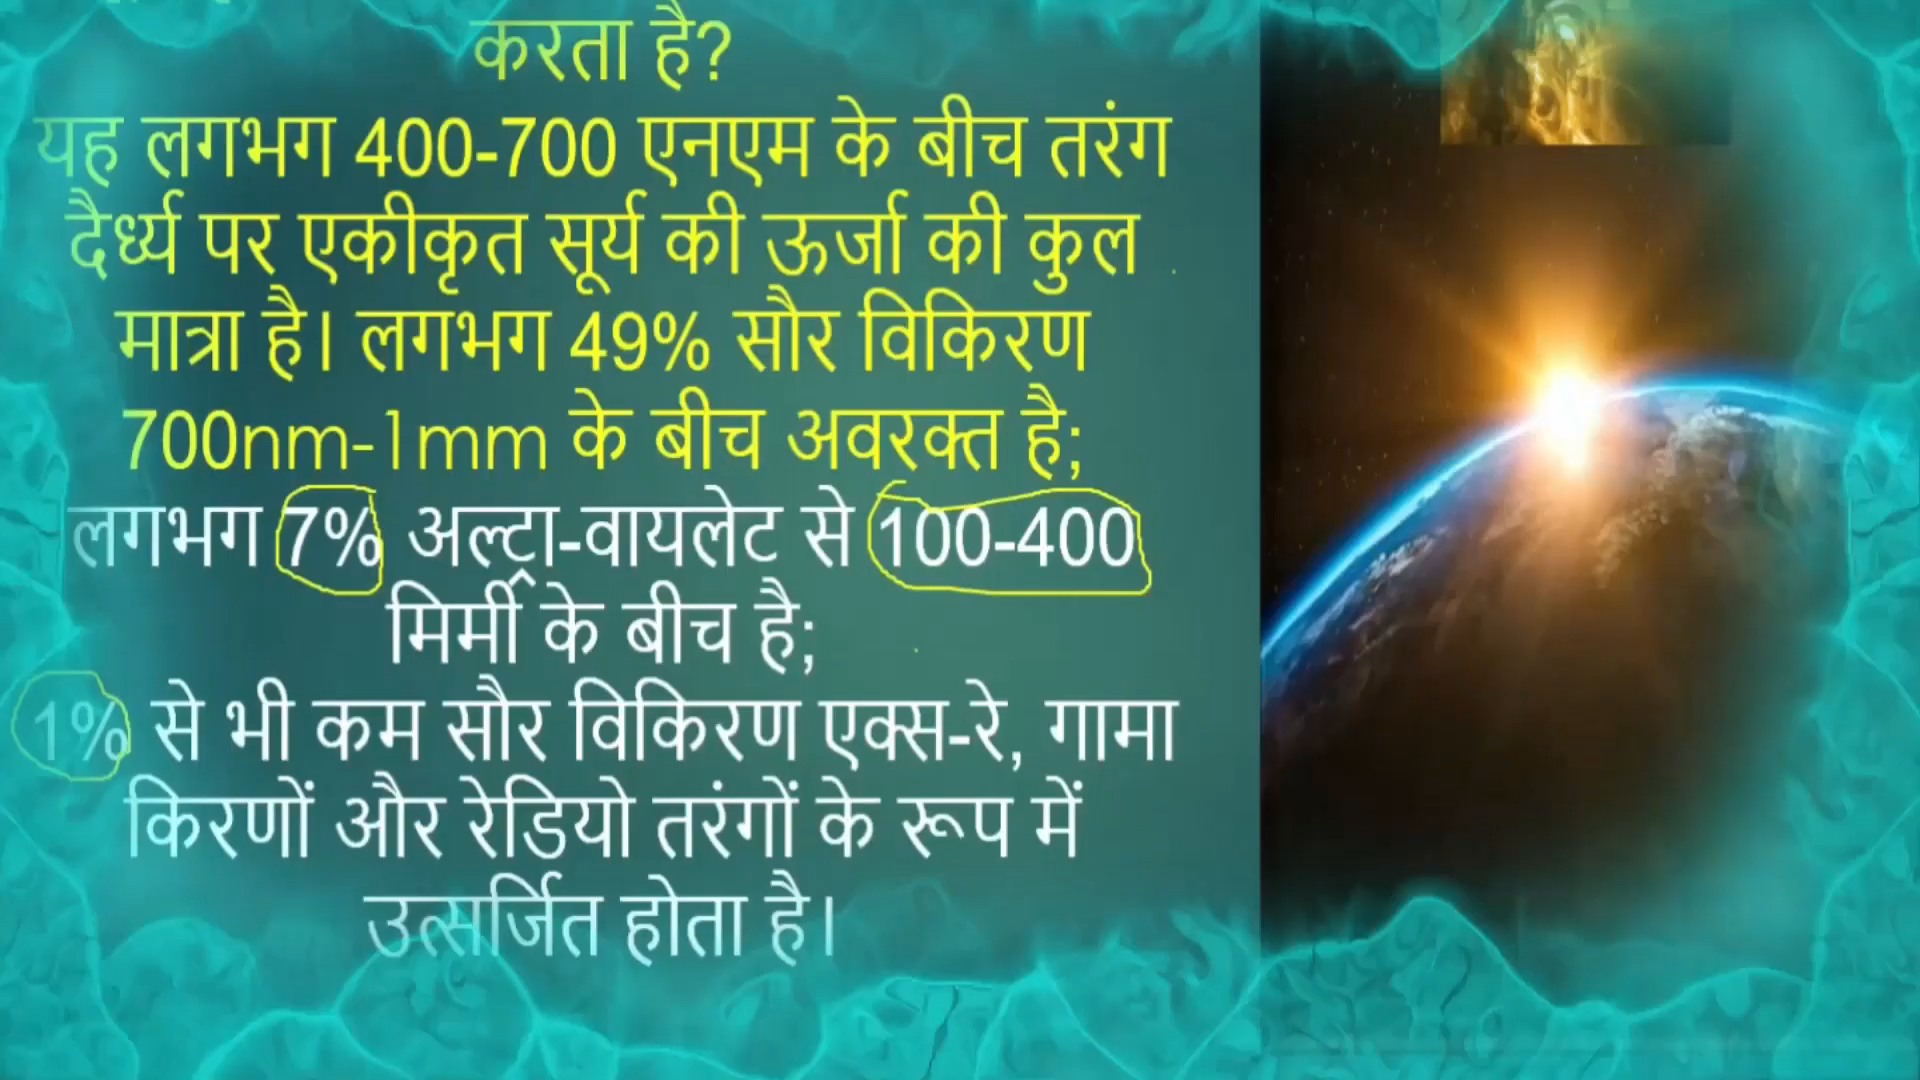 करता है?
यह लगभग 400-700 एनएम के बीच तरंग
दैर्ध्य पर एकीकृत सूर्य की ऊर्जा की कुल
मात्रा है। लगभग 49% सौर विकिरण
700nm-1mm के बीच अवरक्त है;
लगभग 7% अल्ट्रा-वायलेट से 100-400
मिमी के बीच है;
1% से भी कम सौर विकिरण एक्स-रे, गामा
किरणों और रेडियो तरंगों के रूप में
उत्सर्जित होता है।